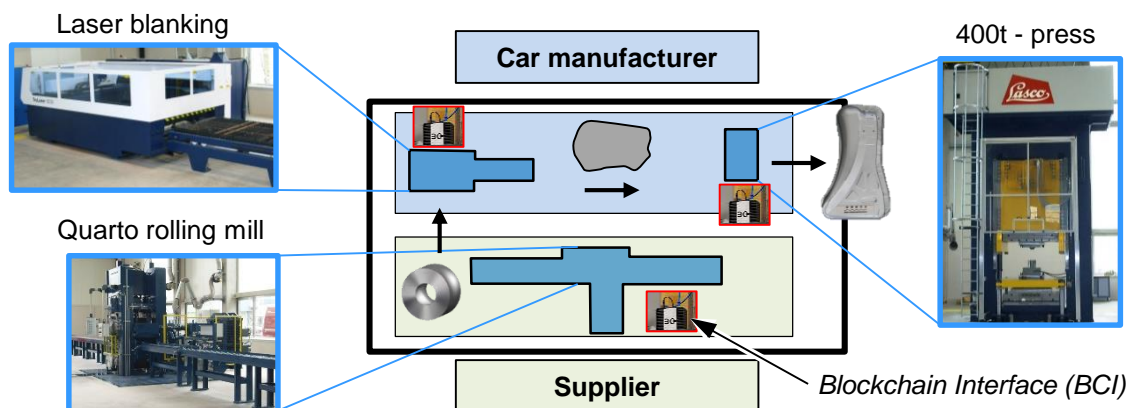 Laser blanking
Car manufacturer
400t - press
Lasco
Quarto rolling mill
Supplier
Blockchain Interface (BCI)